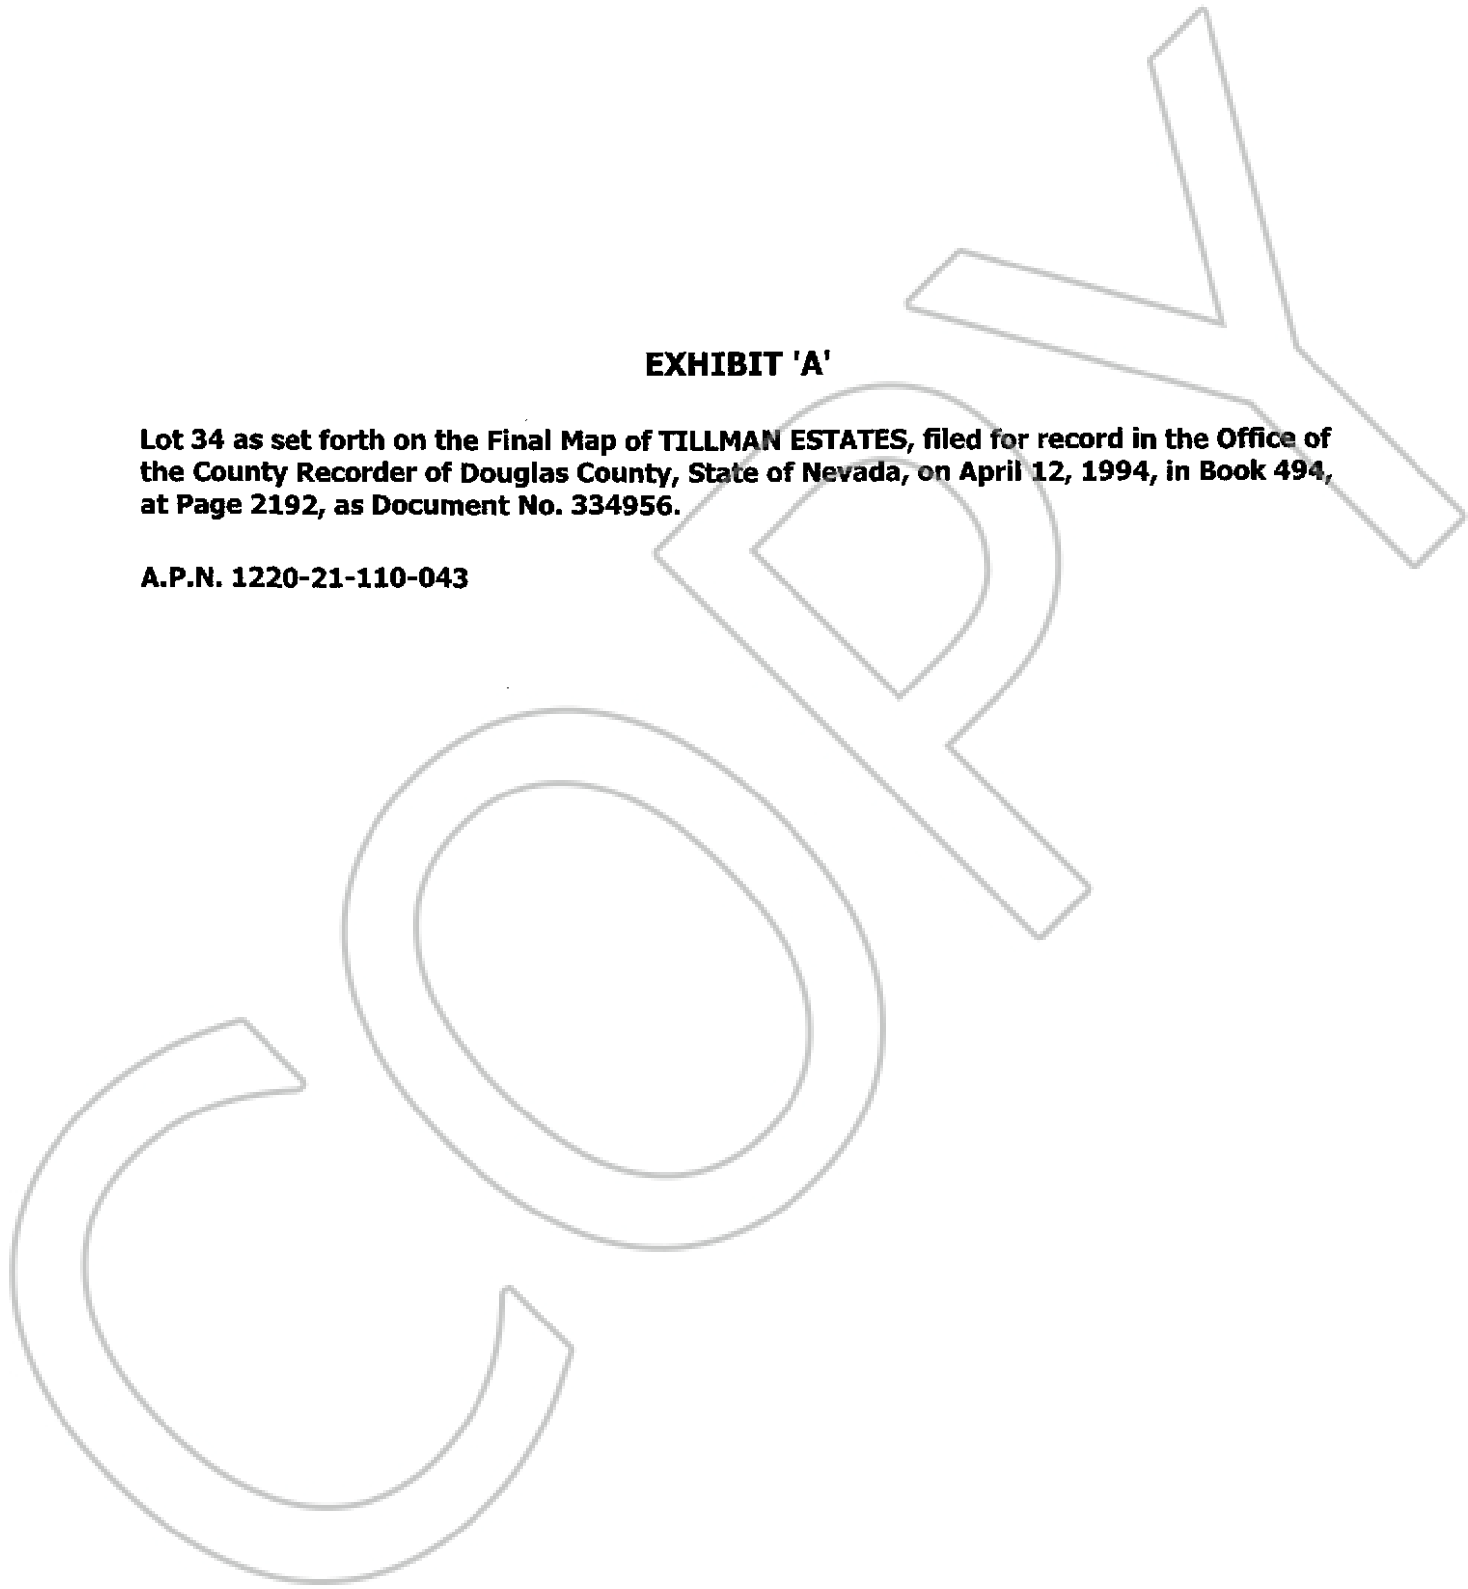 EXHIBIT 'A'
Lot 34 as set forth on the Final Map of TILLMAN ESTATES, filed for record in the Office of
the County Recorder of Douglas County, State of Nevada, on April 12, 1994, in Book 494,
at Page 2192, as Document No. 334956.
A.P.N. 1220-21-110-043
COPY